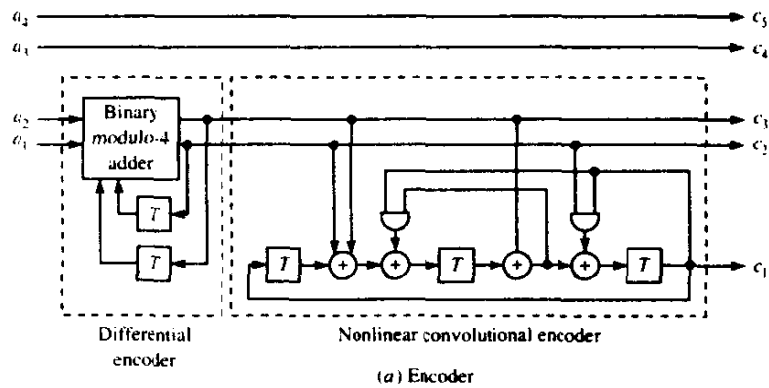 a4
c5
a3
c4
a2
Binary
modulo-4
adder
c3
a1
c2
T
T
T
+
+
T
+
+
T
c1
Differential
encoder
Nonlinear convolutional encoder
(a) Encoder